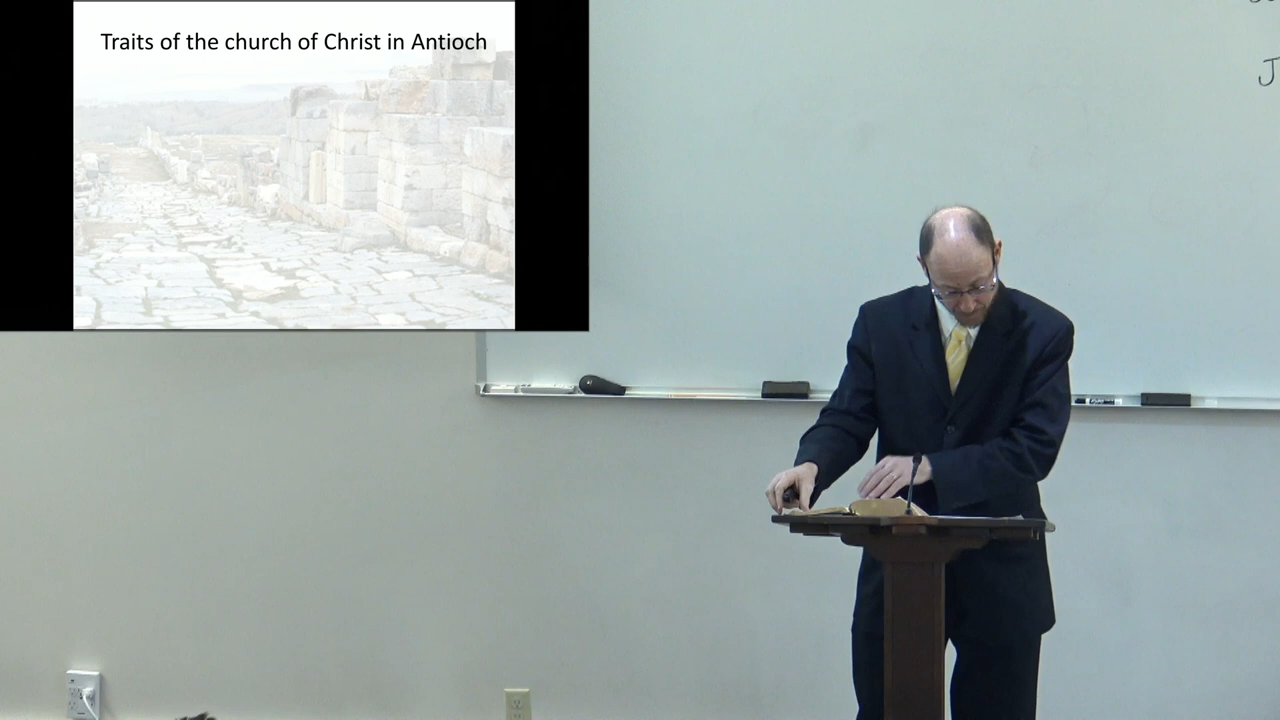 Traits of the church of Christ in Antioch
J